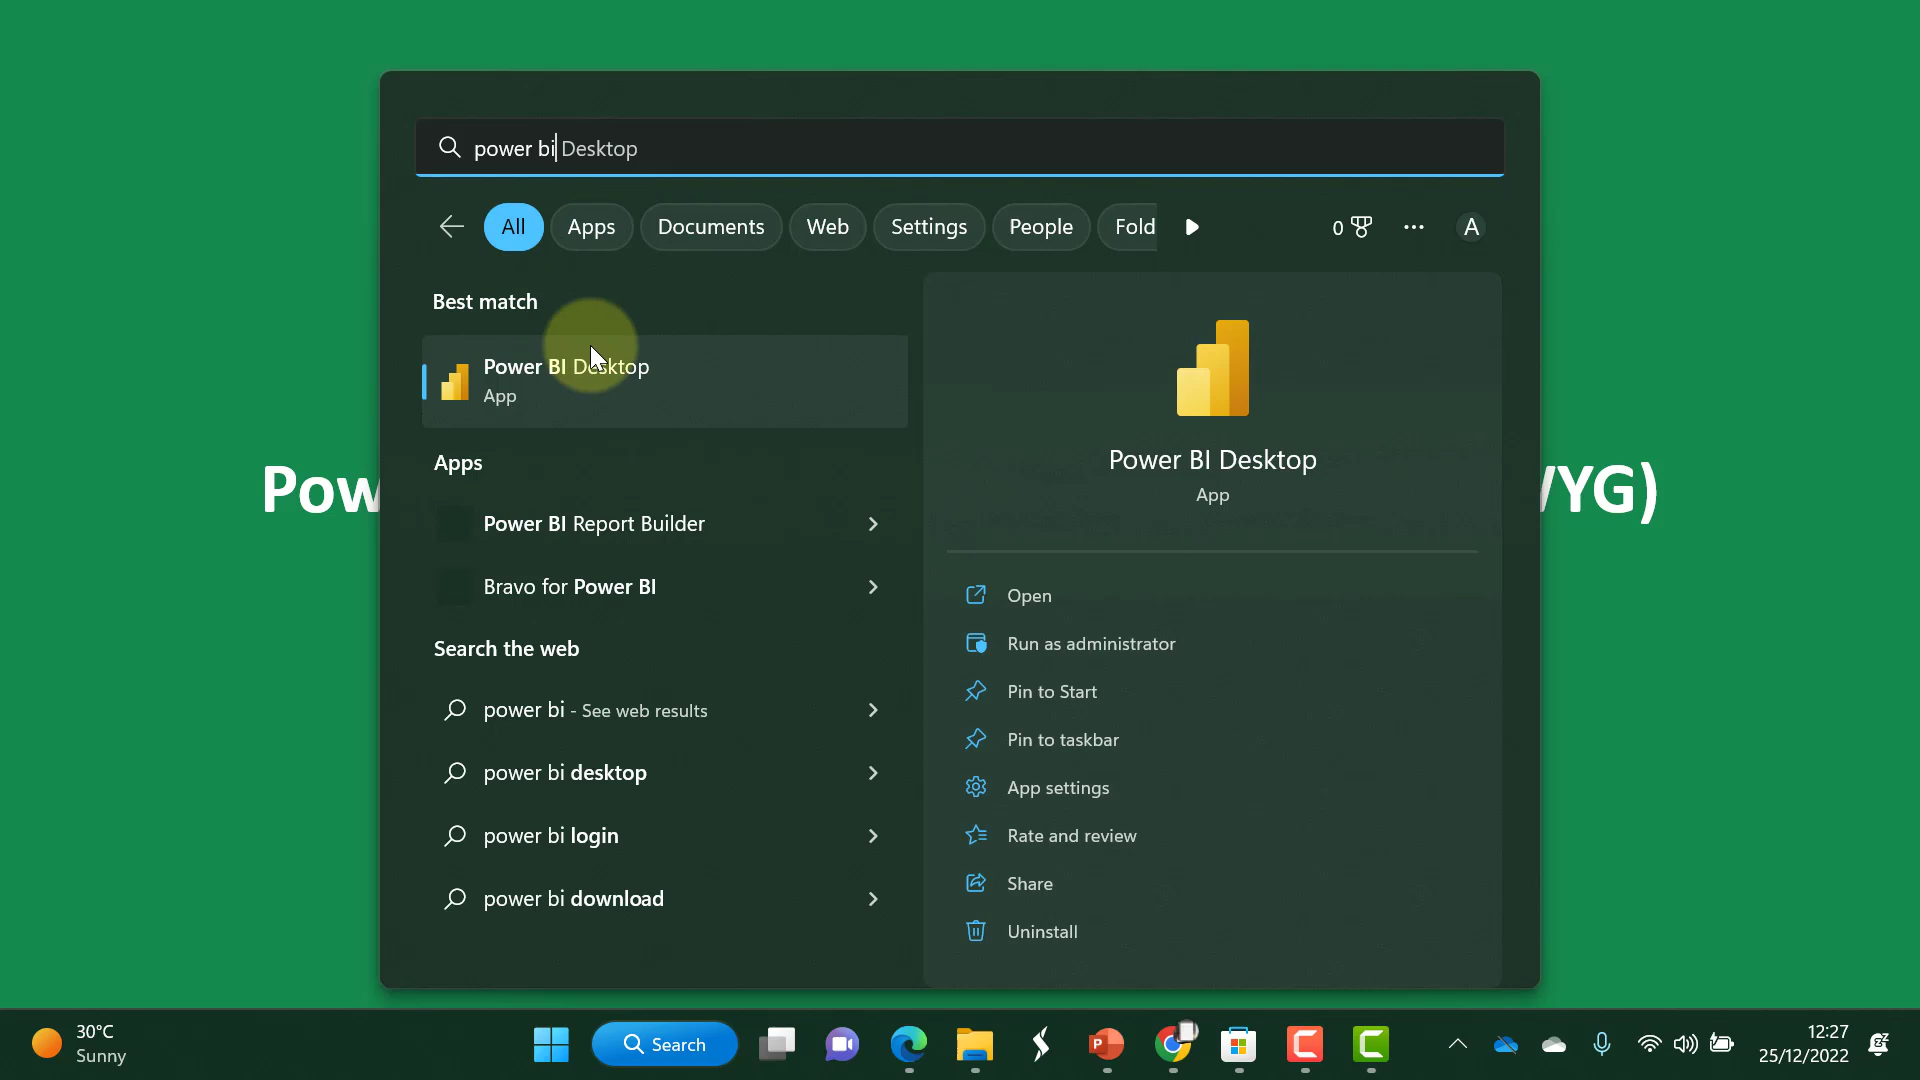 power bi Desktop
All Apps Documents Web Settings People Fold 0 A
Best match
Power BI Desktop
App
Apps
Power BI Report Builder
Bravo for Power BI
Search the web
power bi - See web results
power bi desktop
power bi login
power bi download
Power BI Desktop
App
Open
Run as administrator
Pin to Start
Pin to taskbar
App settings
Rate and review
Share
Uninstall
30°C
Sunny
Search
12:27
25/12/2022